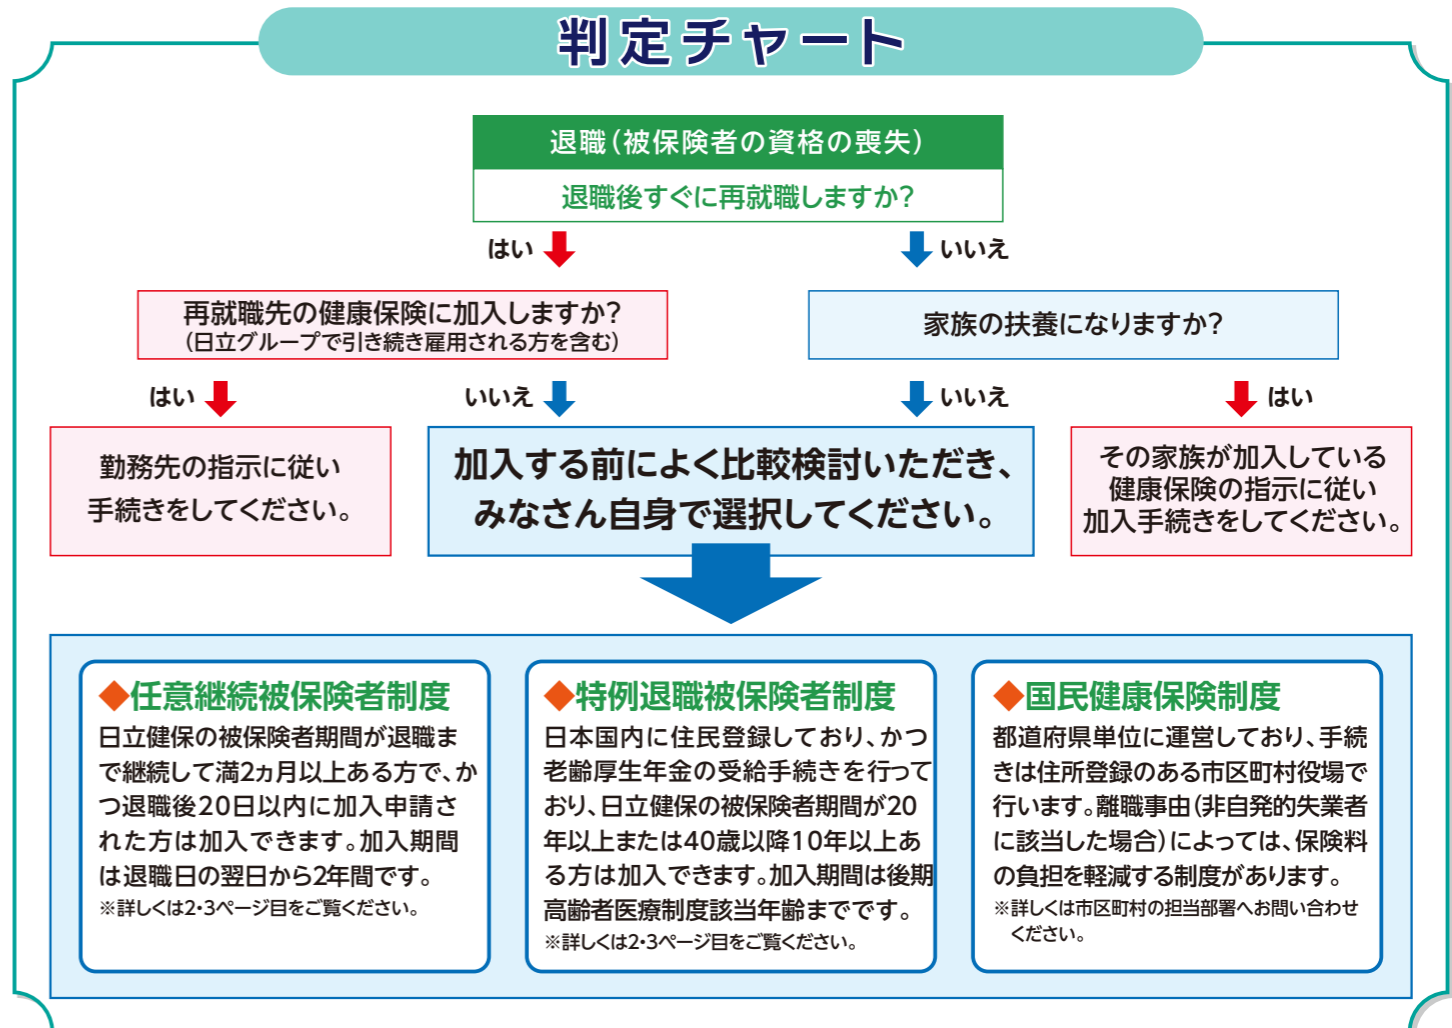 判定チャート
退職（被保険者の資格の喪失）
退職後すぐに再就職しますか？
はい
いいえ
再就職先の健康保険に加入しますか？
（日立グループで引き続き雇用される方を含む）
家族の扶養になりますか？
はい
いいえ
いいえ
はい
勤務先の指示に従い
手続きをしてください。
加入する前によく比較検討いただき、
みなさん自身で選択してください。
その家族が加入している
健康保険の指示に従い
加入手続きをしてください。
◆任意継続被保険者制度
日立健保の被保険者期間が退職ま
で継続して満2ヵ月以上ある方で、か
つ退職後20日以内に加入申請さ
れた方は加入できます。加入期間
は退職日の翌日から2年間です。
※詳しくは2・3ページ目をご覧ください。
◆特例退職被保険者制度
日本国内に住民登録しており、かつ
老齢厚生年金の受給手続きを行って
おり、日立健保の被保険者期間が20
年以上または40歳以降10年以上あ
る方は加入できます。加入期間は後期
高齢者医療制度該当年齢までです。
※詳しくは2・3ページ目をご覧ください。
◆国民健康保険制度
都道府県単位に運営しており、手続
きは住所登録のある市区町村役場で
行います。離職事由（非自発的失業者
に該当した場合）によっては、保険料
の負担を軽減する制度があります。
※詳しくは市区町村の担当部署へお問い合わせ
ください。